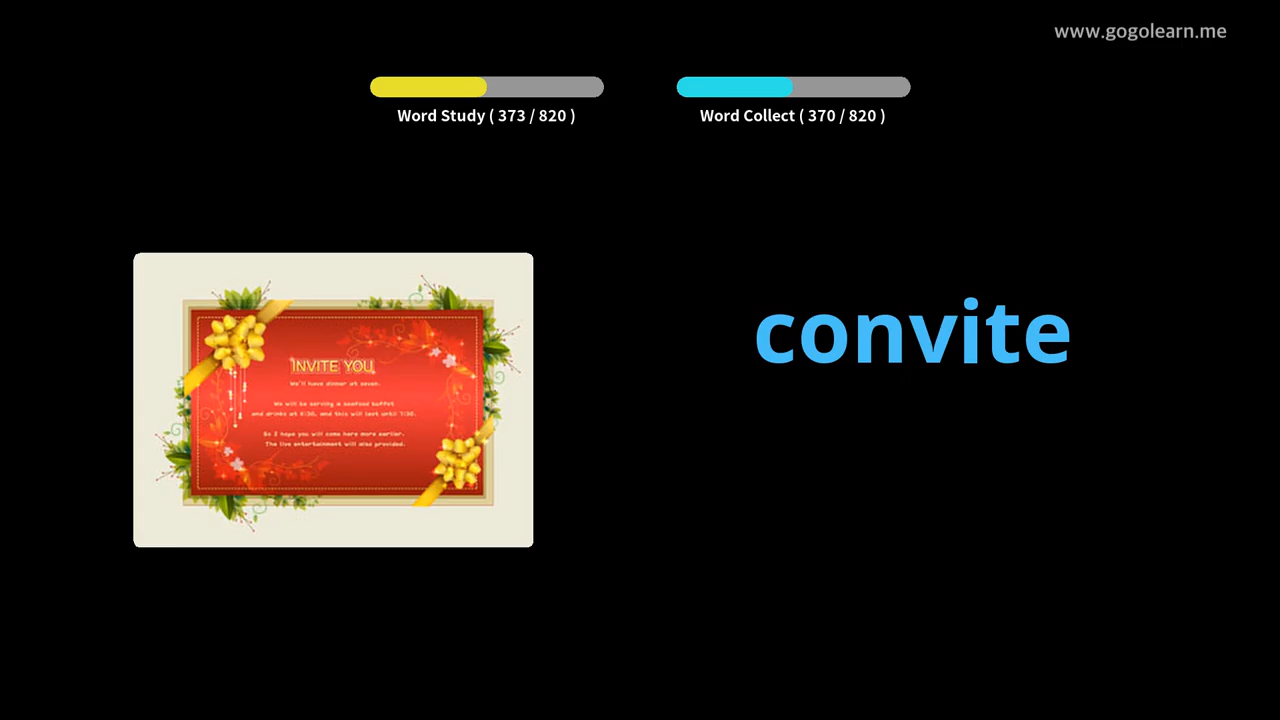 www.gogolearn.me
Word Study ( 373 / 820 )
Word Collect ( 370 / 820 )
convite
INVITE YOU
We'll have dinner at seven.
We will be serving a seafood buffet
and drinks at 6:30, and this will last until 7:30.
So I hope you will come here more earlier.
The live entertainment will also provided.